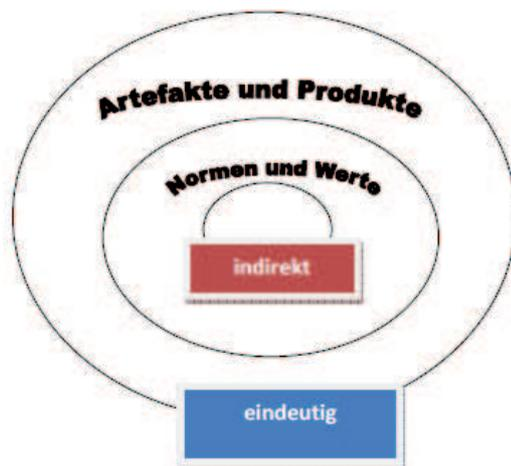 Artefakte und Produkte
Normen und Werte
indirekt
eindeutig